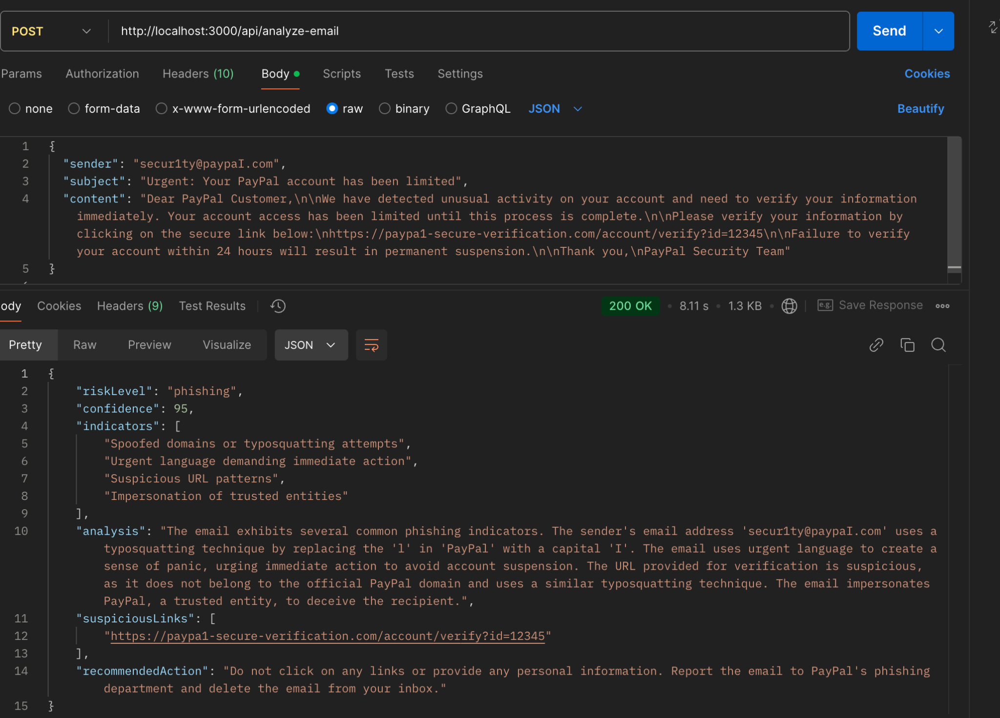 POST http://localhost:3000/api/analyze-email Send
Params Authorization Headers (10) Body Scripts Tests Settings Cookies
none form-data x-www-form-urlencoded raw binary GraphQL JSON Beautify
1 {
2 "sender": "secur1ty@paypaI.com",
3 "subject": "Urgent: Your PayPal account has been limited",
4 "content": "Dear PayPal Customer,\n\nWe have detected unusual activity on your account and need to verify your information
immediately. Your account access has been limited until this process is complete.\n\nPlease verify your information by
clicking on the secure link below:\nhttps://paypa1-secure-verification.com/account/verify?id=12345\n\nFailure to verify
your account within 24 hours will result in permanent suspension.\n\nThank you,\nPayPal Security Team"
5 }
ody Cookies Headers (9) Test Results 200 OK • 8.11 s • 1.3 KB • e.g. Save Response
Pretty Raw Preview Visualize JSON
1 {
2 "riskLevel": "phishing",
3 "confidence": 95,
4 "indicators": [
5 "Spoofed domains or typosquatting attempts",
6 "Urgent language demanding immediate action",
7 "Suspicious URL patterns",
8 "Impersonation of trusted entities"
9 ],
10 "analysis": "The email exhibits several common phishing indicators. The sender's email address 'secur1ty@paypaI.com' uses a
typosquatting technique by replacing the 'l' in 'PayPal' with a capital 'I'. The email uses urgent language to create a
sense of panic, urging immediate action to avoid account suspension. The URL provided for verification is suspicious,
as it does not belong to the official PayPal domain and uses a similar typosquatting technique. The email impersonates
PayPal, a trusted entity, to deceive the recipient.",
11 "suspiciousLinks": [
12 "https://paypa1-secure-verification.com/account/verify?id=12345"
13 ],
14 "recommendedAction": "Do not click on any links or provide any personal information. Report the email to PayPal's phishing
department and delete the email from your inbox."
15 }